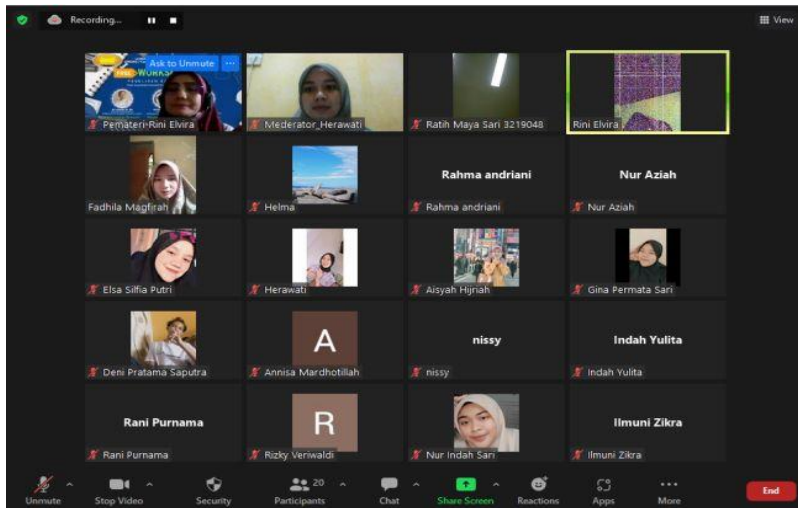 Recording...
View
FREE
WORKS
Ask to Unmute
...
Pemateri-Rini Elvira
Mederator_Herawati
Ratih Maya Sari 3219048
Rini Elvira
Fadhila Magfirah
Helma
Rahma andriani
Rahma andriani
Nur Aziah
Nur Aziah
Elsa Silfia Putri
Herawati
Aisyah Hijriah
Gina Permata Sari
Deni Pratama Saputra
A
Annisa Mardhotillah
nissy
nissy
Indah Yulita
Indah Yulita
Rani Purnama
Rani Purnama
R
Rizky Veriwaldi
Nur Indah Sari
Ilmuni Zikra
Ilmuni Zikra
Unmute
Stop Video
Security
20
Participants
Chat
Share Screen
Reactions
Apps
More
End